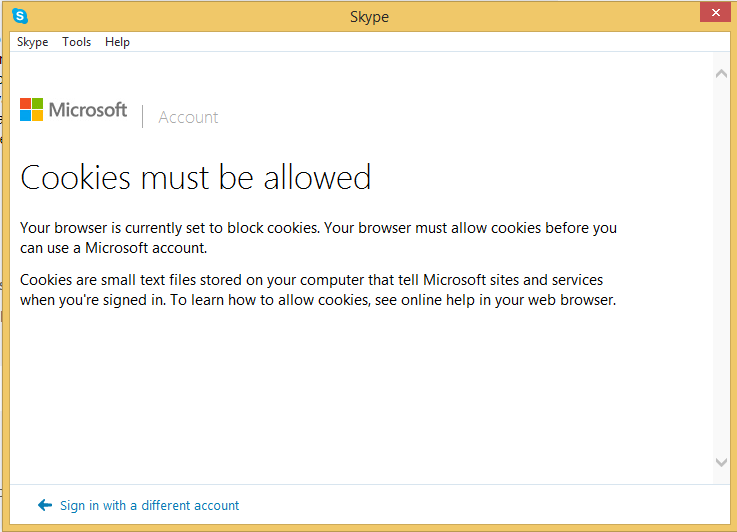 Skype
Skype Tools Help
Microsoft Account
Cookies must be allowed
Your browser is currently set to block cookies. Your browser must allow cookies before you
can use a Microsoft account.
Cookies are small text files stored on your computer that tell Microsoft sites and services
when you're signed in. To learn how to allow cookies, see online help in your web browser.
Sign in with a different account